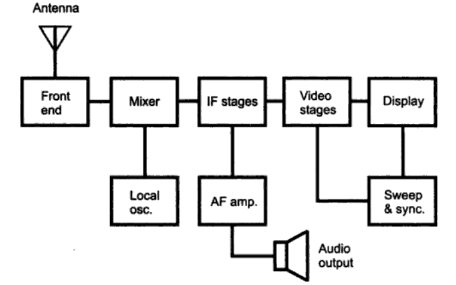 Antenna
Front
end
Mixer
IF stages
Video
stages
Display
Local
osc.
AF amp.
Sweep
& sync.
Audio
output